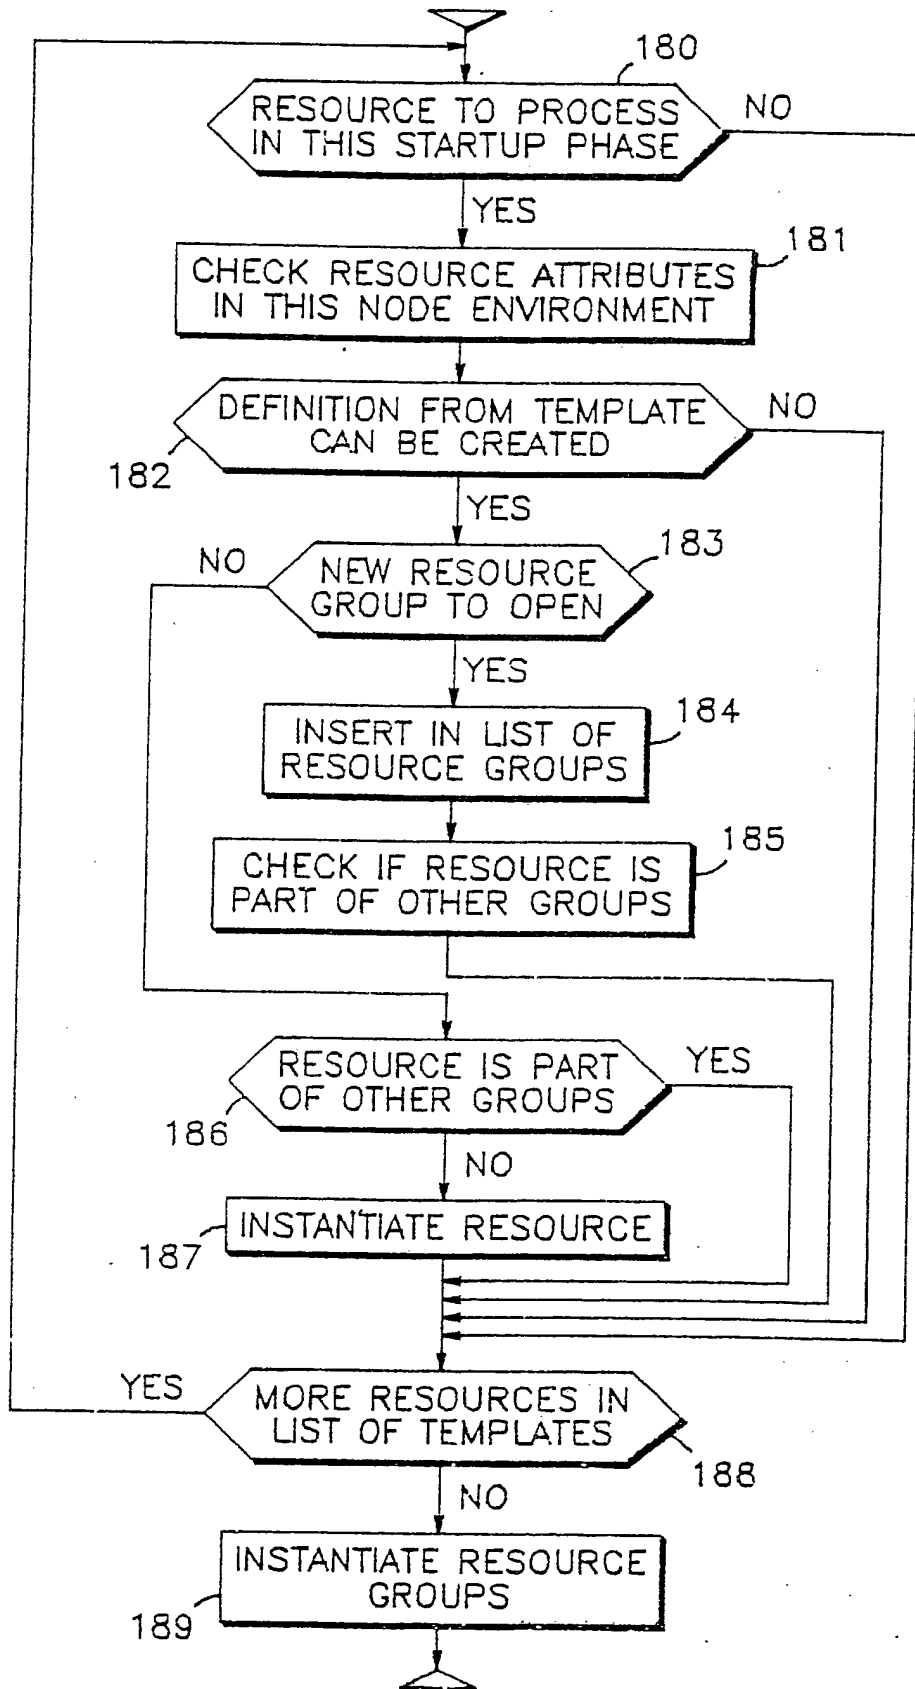 180
RESOURCE TO PROCESS
IN THIS STARTUP PHASE
NO
YES
181
CHECK RESOURCE ATTRIBUTES
IN THIS NODE ENVIRONMENT
DEFINITION FROM TEMPLATE
CAN BE CREATED
NO
182
YES
183
NO
NEW RESOURCE
GROUP TO OPEN
YES
184
INSERT IN LIST OF
RESOURCE GROUPS
185
CHECK IF RESOURCE IS
PART OF OTHER GROUPS
RESOURCE IS PART
OF OTHER GROUPS
YES
186
NO
INSTANTIATE RESOURCE
187
YES
MORE RESOURCES IN
LIST OF TEMPLATES
188
NO
INSTANTIATE RESOURCE
GROUPS
189